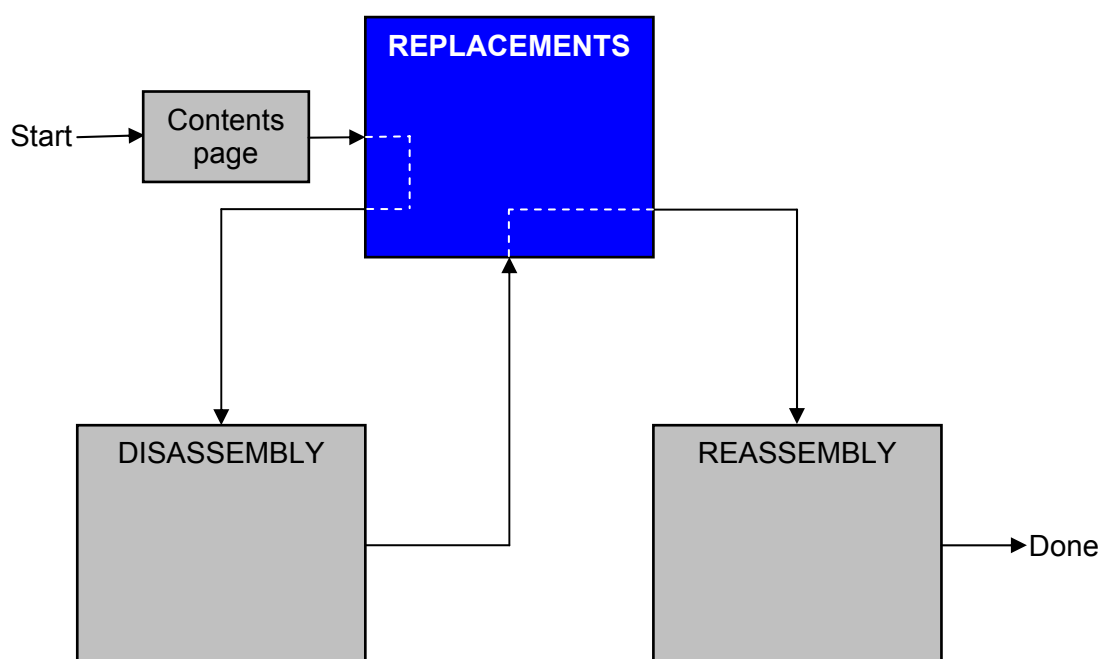 REPLACEMENTS
Start
Contents
page
DISASSEMBLY
REASSEMBLY
Done